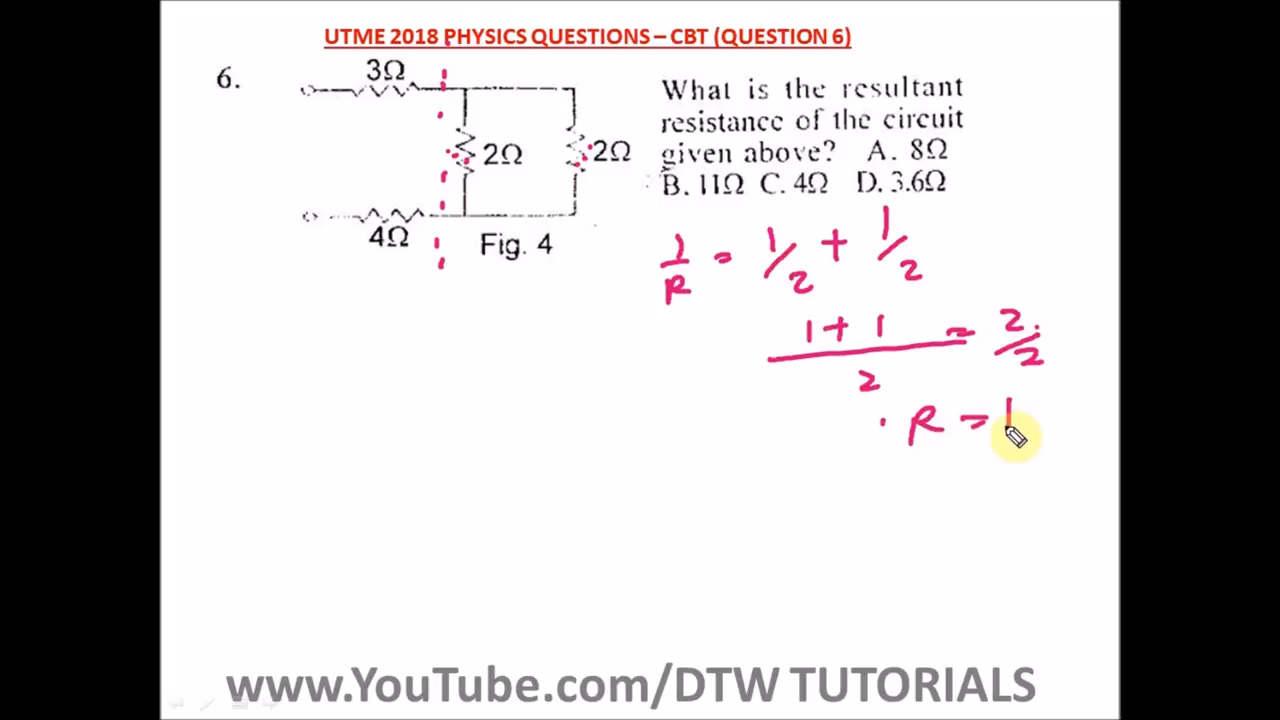 UTME 2018 PHYSICS QUESTIONS – CBT (QUESTION 6)
6.
3Ω
2Ω
2Ω
4Ω
Fig. 4
What is the resultant
resistance of the circuit
given above? A. 8Ω
B. 11Ω C. 4Ω D. 3.6Ω
1/R = 1/2 + 1/2
1 + 1 / 2 = 2/2
R = 1
www.YouTube.com/DTW TUTORIALS